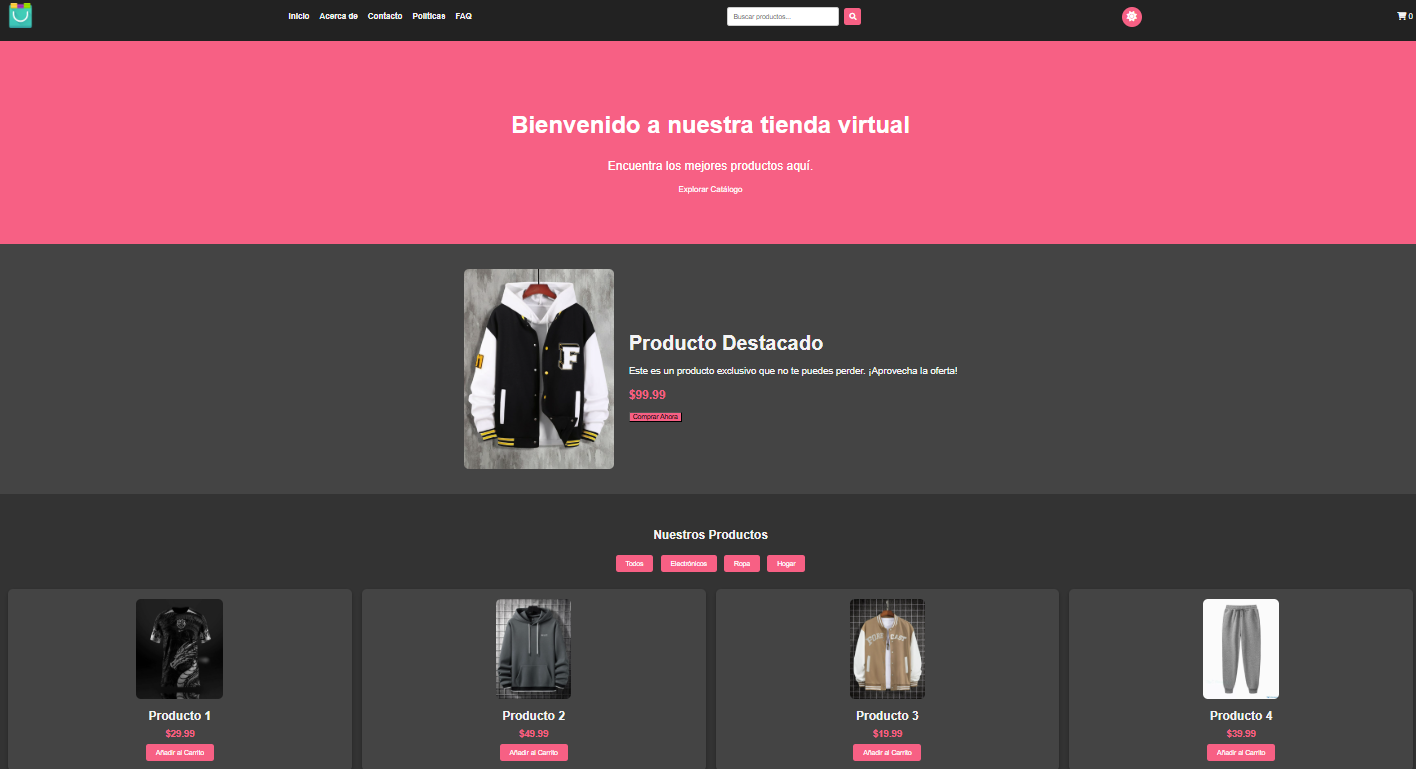 Inicio Acerca de Contacto Políticas FAQ Buscar productos... 0
Bienvenido a nuestra tienda virtual
Encuentra los mejores productos aquí.
Explorar Catálogo
F
Producto Destacado
Este es un producto exclusivo que no te puedes perder. ¡Aprovecha la oferta!
$99.99
Comprar Ahora
Nuestros Productos
Todos Electrónicos Ropa Hogar
Producto 1 Producto 2 Producto 3 Producto 4
$29.99 $49.99 $19.99 $39.99
Añadir al Carrito Añadir al Carrito Añadir al Carrito Añadir al Carrito